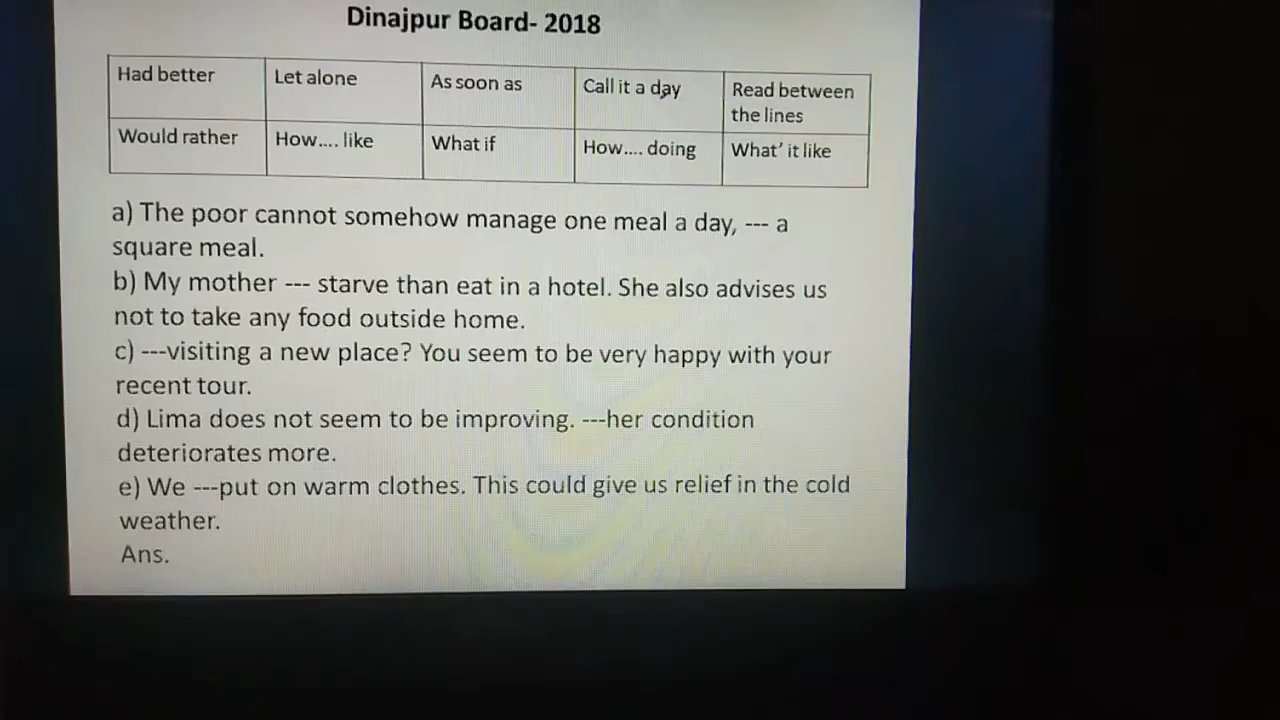 Dinajpur Board- 2018
Had better Let alone As soon as Call it a day Read between the lines
Would rather How.... like What if How.... doing What' it like
a) The poor cannot somehow manage one meal a day, --- a
square meal.
b) My mother --- starve than eat in a hotel. She also advises us
not to take any food outside home.
c) ---visiting a new place? You seem to be very happy with your
recent tour.
d) Lima does not seem to be improving. ---her condition
deteriorates more.
e) We ---put on warm clothes. This could give us relief in the cold
weather.
Ans.